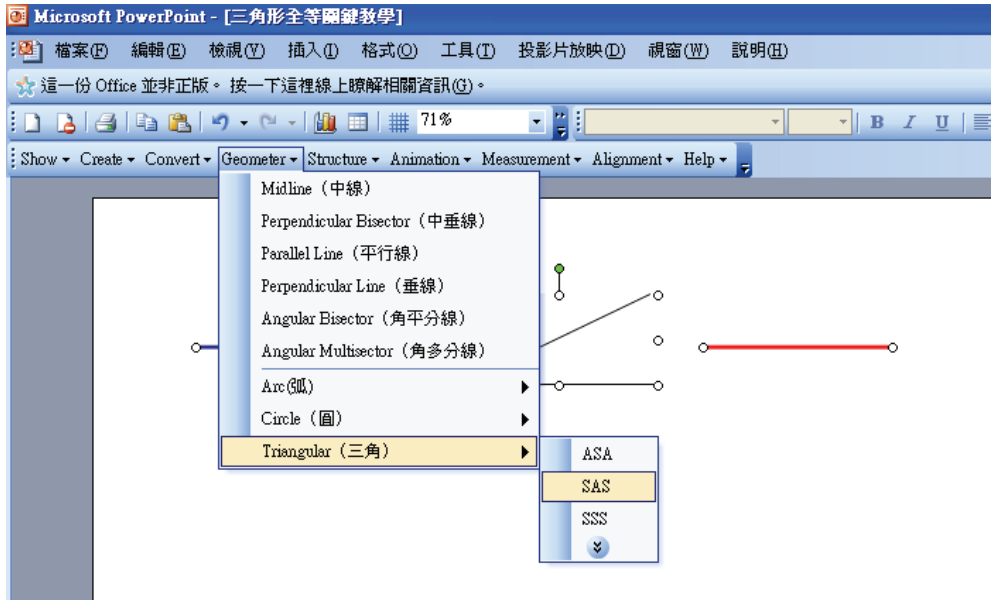 Microsoft PowerPoint - [三角形全等關鍵教學]
檔案(F) 編輯(E) 檢視(V) 插入(I) 格式(O) 工具(T) 投影片放映(D) 視窗(W) 說明(H)
這一份 Office 並非正版。按一下這裡線上瞭解相關資訊(G)。
71% B I U
Show Create Convert Geometer Structure Animation Measurement Alignment Help
Midline（中線）
Perpendicular Bisector（中垂線）
Parallel Line（平行線）
Perpendicular Line（垂線）
Angular Bisector（角平分線）
Angular Multisector（角多分線）
Arc(弧)
Circle（圓）
Triangular（三角）
ASA
SAS
SSS